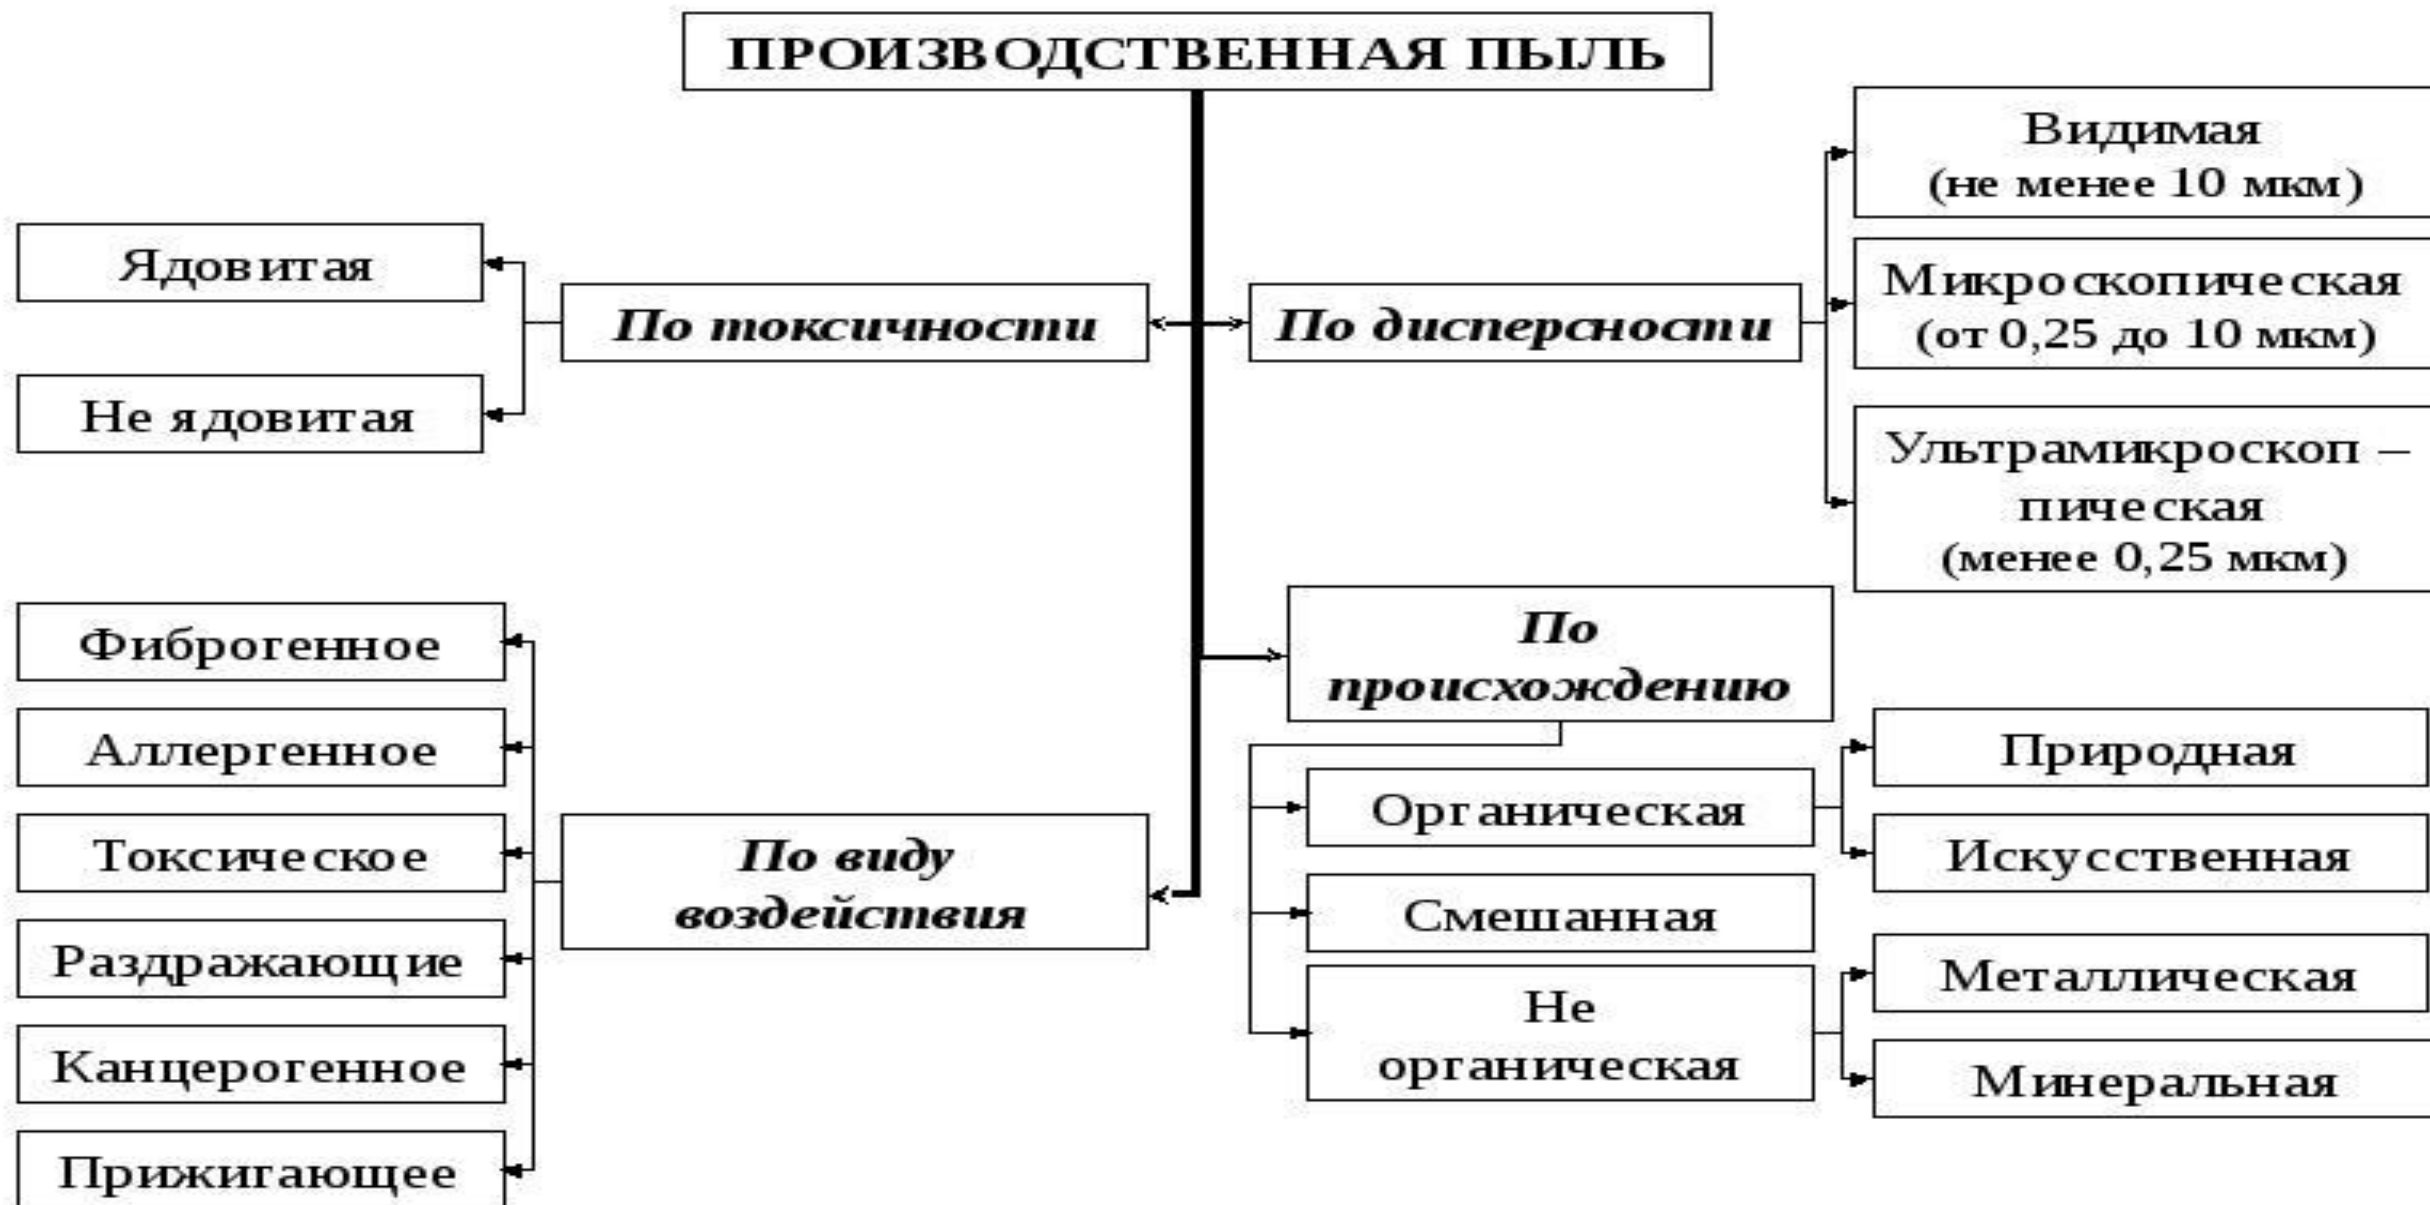 ПРОИЗВОДСТВЕННАЯ ПЫЛЬ
Ядовитая
Не ядовитая
По токсичности
По дисперсности
Видимая
(не менее 10 мкм)
Микроскопическая
(от 0,25 до 10 мкм)
Ультрамикроскоп –
пическая
(менее 0,25 мкм)
Фиброгенное
Аллергенное
Токсическое
Раздражающие
Канцерогенное
Прижигающее
По виду
воздействия
По
происхождению
Органическая
Смешанная
Не
органическая
Природная
Искусственная
Металлическая
Минеральная